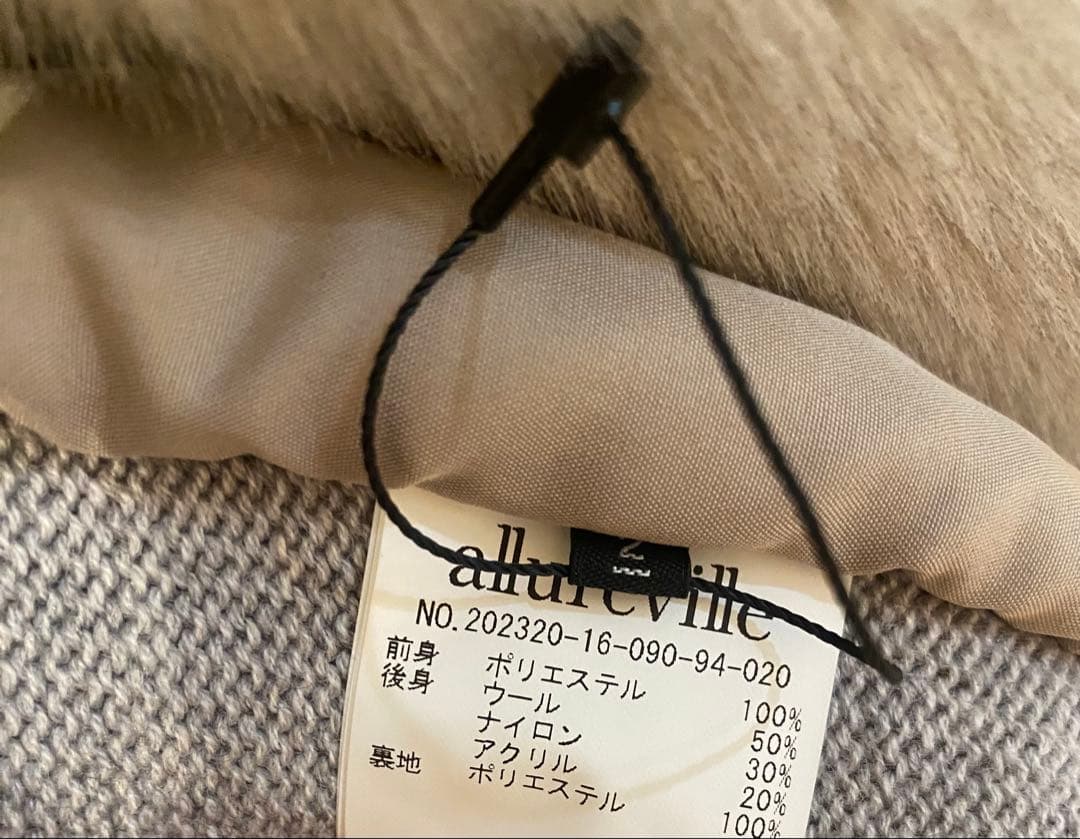 2
allureville
NO.202320-16-090-94-020
前身 ポリエステル 100%
後身 ウール 50%
ナイロン 30%
アクリル 20%
裏地 ポリエステル 100%